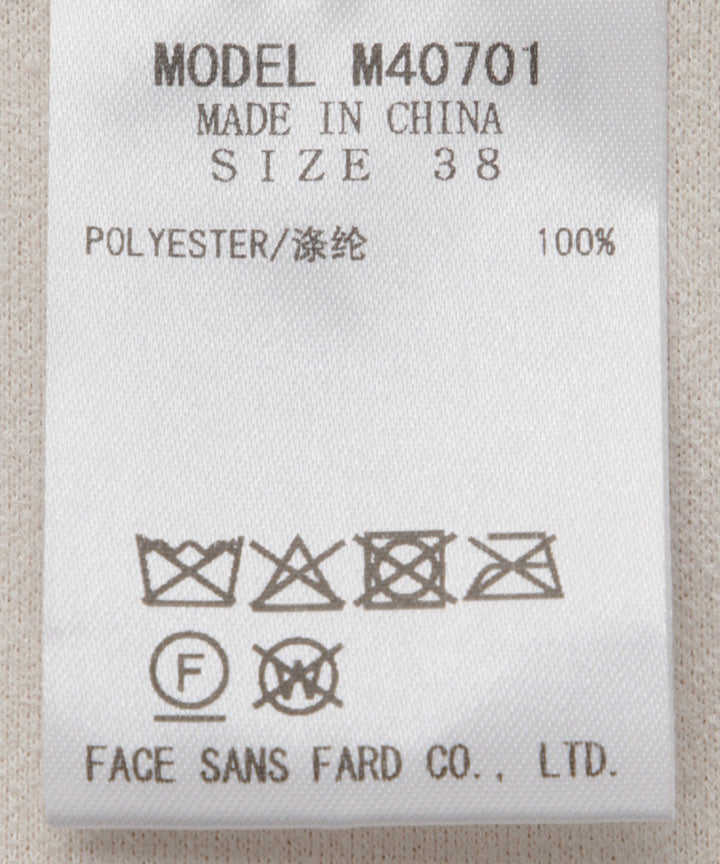 MODEL M40701
MADE IN CHINA
SIZE 38
POLYESTER/涤纶 100%
F W
FACE SANS FARD CO., LTD.